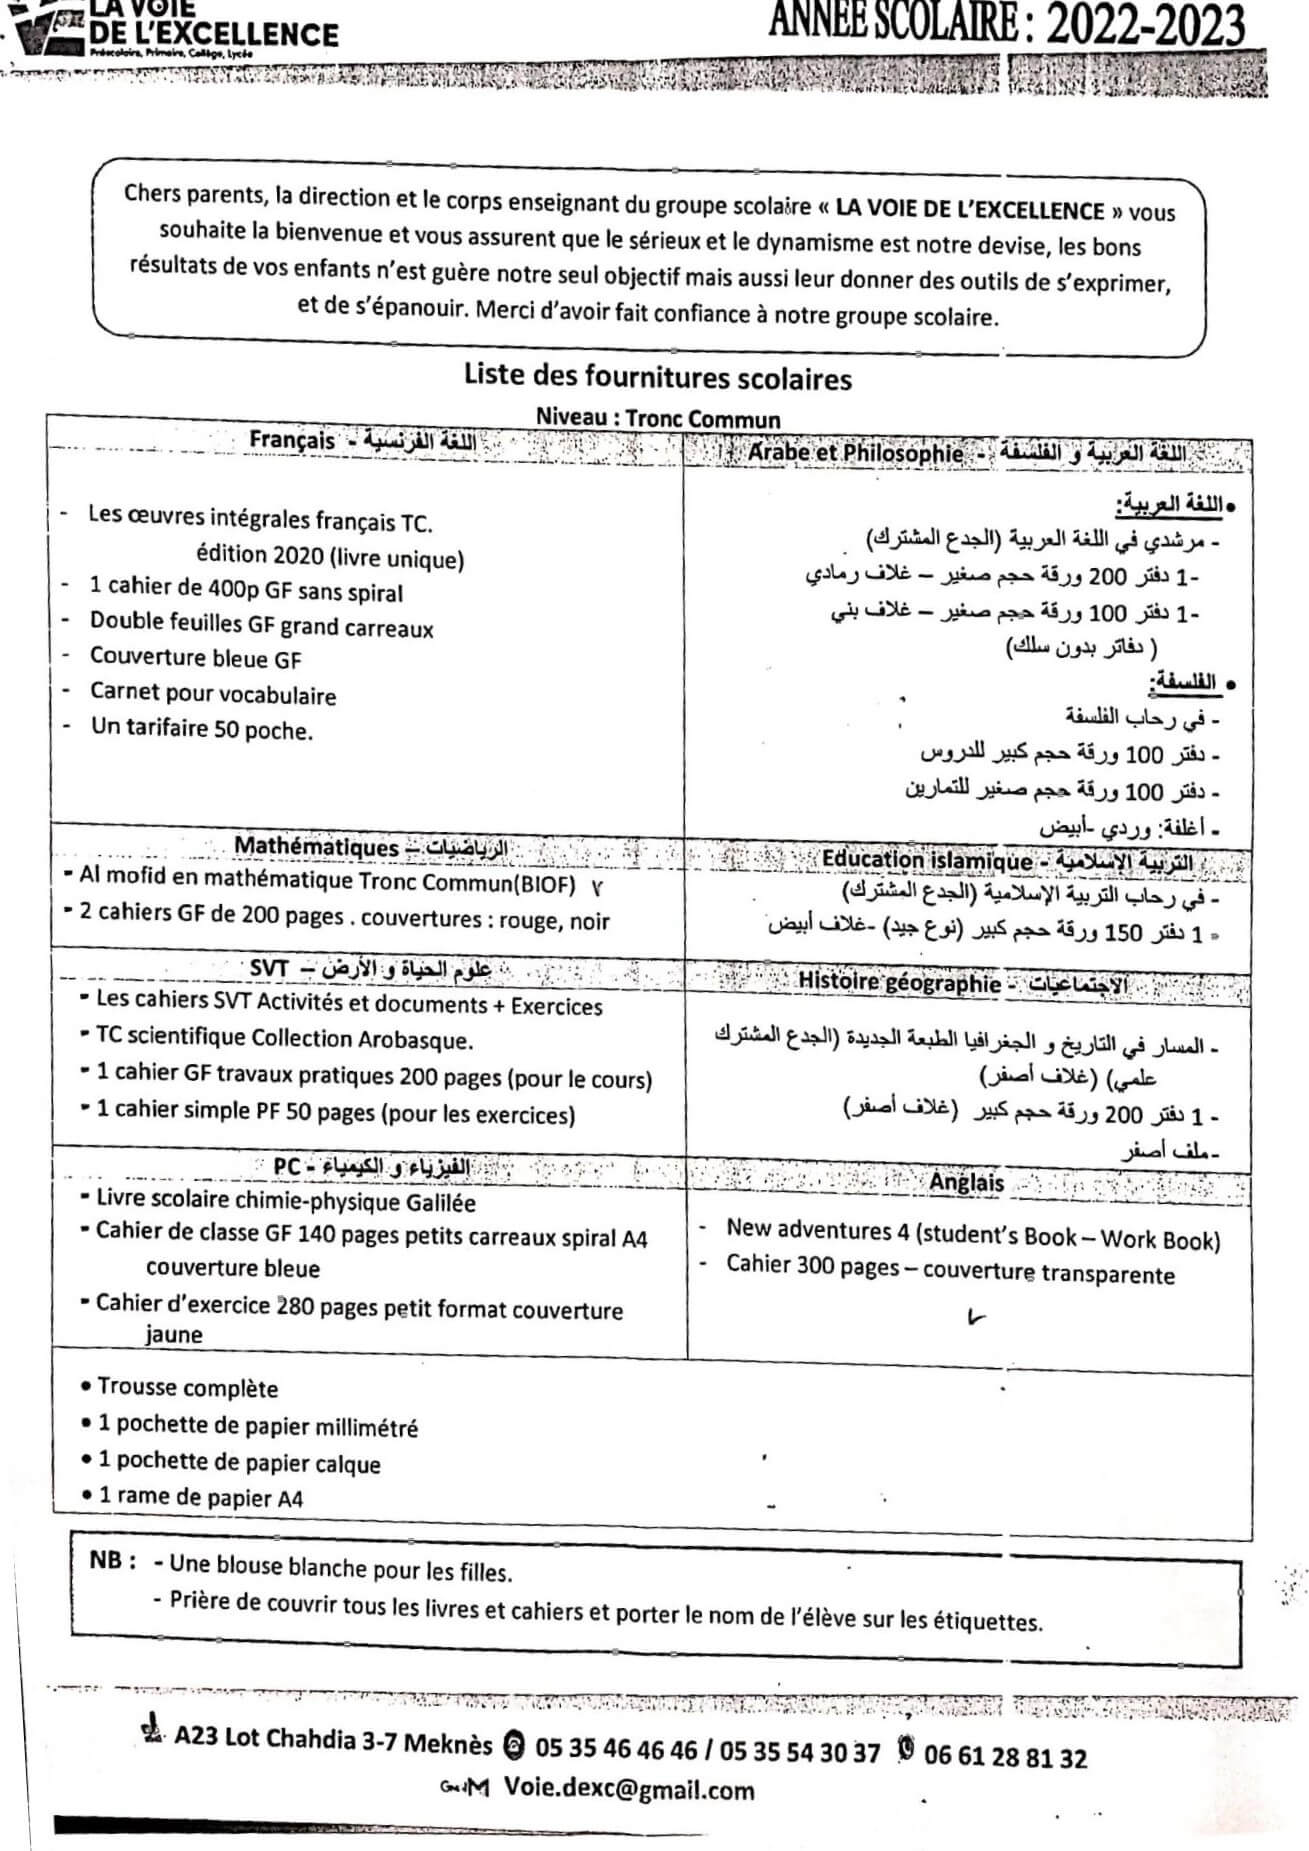 LA VOIE
DE L'EXCELLENCE
Préscolaire, Primaire, Collège, Lycée
ANNEE SCOLAIRE : 2022-2023
Chers parents, la direction et le corps enseignant du groupe scolaire « LA VOIE DE L'EXCELLENCE » vous
souhaite la bienvenue et vous assurent que le sérieux et le dynamisme est notre devise, les bons
résultats de vos enfants n'est guère notre seul objectif mais aussi leur donner des outils de s'exprimer,
et de s'épanouir. Merci d'avoir fait confiance à notre groupe scolaire.
Liste des fournitures scolaires
Niveau : Tronc Commun
Français - اللغة الفرنسية
- Les œuvres intégrales français TC.
édition 2020 (livre unique)
- 1 cahier de 400p GF sans spiral
- Double feuilles GF grand carreaux
- Couverture bleue GF
- Carnet pour vocabulaire
- Un tarifaire 50 poche.
Arabe et Philosophie - اللغة العربية و الفلسفة
• اللغة العربية:
- مرشدي في اللغة العربية (الجدع المشترك)
-1 دفتر 200 ورقة حجم صغير – غلاف رمادي
-1 دفتر 100 ورقة حجم صغير – غلاف بني
( دفاتر بدون سلك)
• الفلسفة:
- في رحاب الفلسفة
- دفتر 100 ورقة حجم كبير للدروس
- دفتر 100 ورقة حجم صغير للتمارين
- أغلفة: وردي -أبيض
Mathématiques – الرياضيات
- Al mofid en mathématique Tronc Commun(BIOF)
- 2 cahiers GF de 200 pages . couvertures : rouge, noir
Education islamique - التربية الإسلامية
- في رحاب التربية الإسلامية (الجدع المشترك)
- 1 دفتر 150 ورقة حجم كبير (نوع جيد) -غلاف أبيض
SVT – علوم الحياة و الأرض
- Les cahiers SVT Activités et documents + Exercices
- TC scientifique Collection Arobasque.
- 1 cahier GF travaux pratiques 200 pages (pour le cours)
- 1 cahier simple PF 50 pages (pour les exercices)
Histoire géographie - الاجتماعيات
- المسار في التاريخ و الجغرافيا الطبعة الجديدة (الجدع المشترك
علمي) (غلاف أصفر)
- 1 دفتر 200 ورقة حجم كبير (غلاف أصفر)
-ملف أصفر
PC - الفيزياء و الكيمياء
- Livre scolaire chimie-physique Galilée
- Cahier de classe GF 140 pages petits carreaux spiral A4
couverture bleue
- Cahier d'exercice 280 pages petit format couverture
jaune
Anglais
- New adventures 4 (student's Book – Work Book)
- Cahier 300 pages – couverture transparente
• Trousse complète
• 1 pochette de papier millimétré
• 1 pochette de papier calque
• 1 rame de papier A4
NB : - Une blouse blanche pour les filles.
- Prière de couvrir tous les livres et cahiers et porter le nom de l'élève sur les étiquettes.
A23 Lot Chahdia 3-7 Meknès 05 35 46 46 46 / 05 35 54 30 37 06 61 28 81 32
Voie.dexc@gmail.com